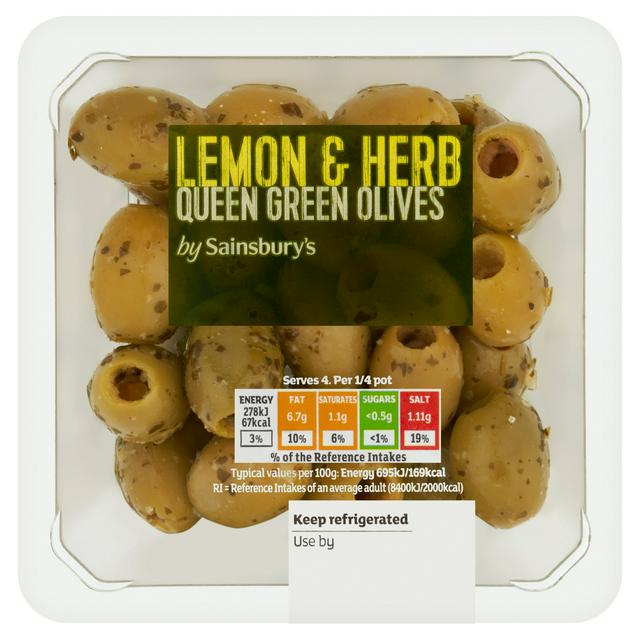 LEMON & HERB
QUEEN GREEN OLIVES
by Sainsbury's
Serves 4. Per 1/4 pot
ENERGY FAT SATURATES SUGARS SALT
278kJ 67kcal 6.7g 1.1g <0.5g 1.11g
3% 10% 6% <1% 19%
% of the Reference Intakes
Typical values per 100g: Energy 695kJ/169kcal
RI = Reference Intakes of an average adult (8400kJ/2000kcal)
Keep refrigerated
Use by